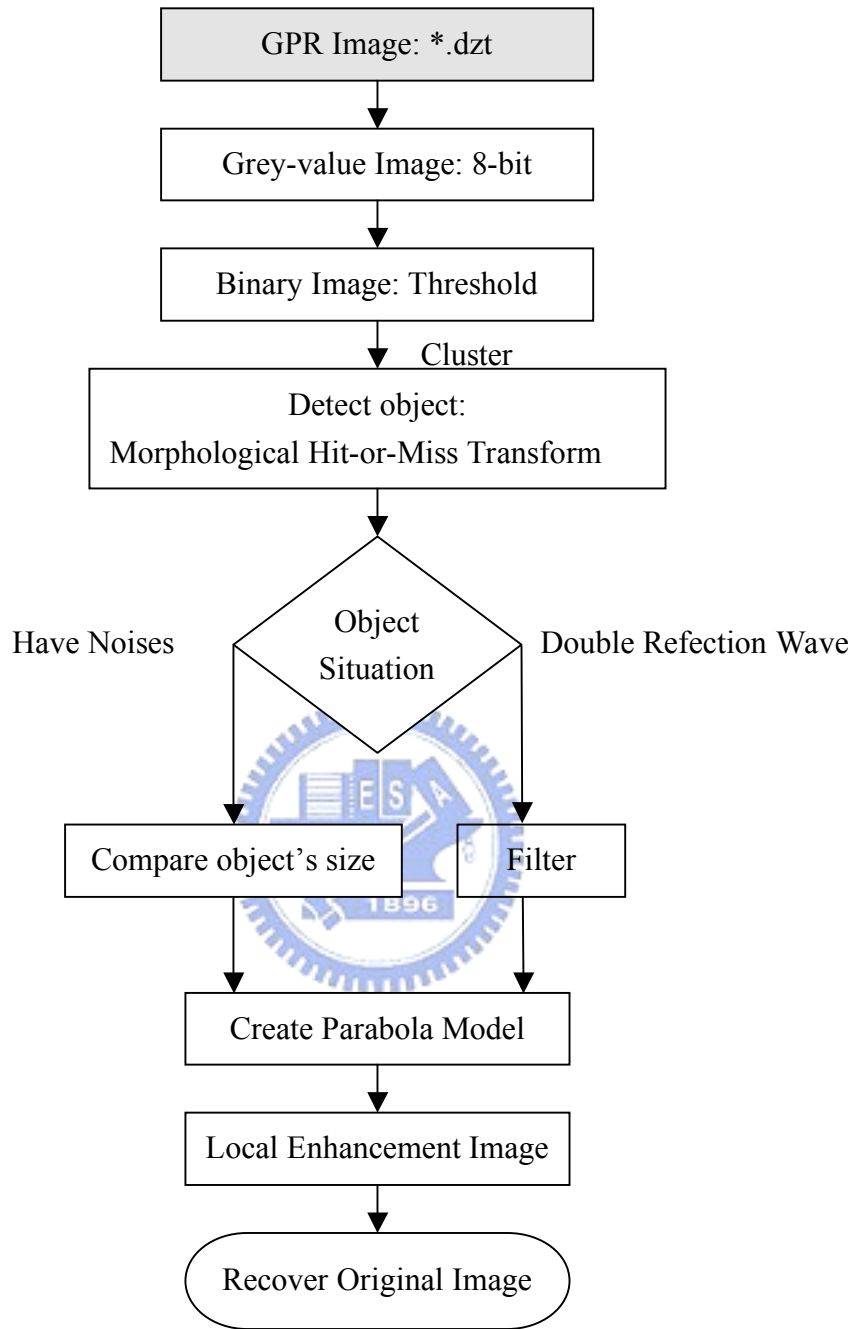 GPR Image: *.dzt
Grey-value Image: 8-bit
Binary Image: Threshold
Cluster
Detect object:
Morphological Hit-or-Miss Transform
Object
Situation
Have Noises
Double Refection Wave
E S A
Compare object’s size
Filter
1896
Create Parabola Model
Local Enhancement Image
Recover Original Image